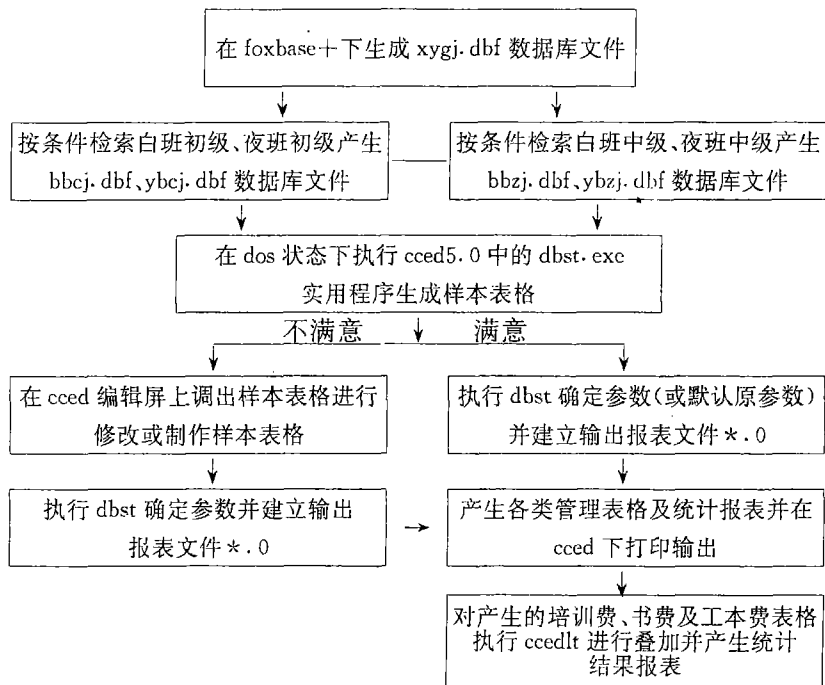 在 foxbase+下生成 xygj.dbf 数据库文件
按条件检索白班初级、夜班初级产生
bbcj.dbf、ybcj.dbf 数据库文件
按条件检索白班中级、夜班中级产生
bbzj.dbf、ybzj.dbf 数据库文件
在 dos 状态下执行 cced5.0 中的 dbst.exc
实用程序生成样本表格
不满意
满意
在 cced 编辑屏上调出样本表格进行
修改或制作样本表格
执行 dbst 确定参数(或默认原参数)
并建立输出报表文件*.0
执行 dbst 确定参数并建立输出
报表文件*.0
产生各类管理表格及统计报表并在
cced 下打印输出
对产生的培训费、书费及工本费表格
执行 ccedlt 进行叠加并产生统计
结果报表